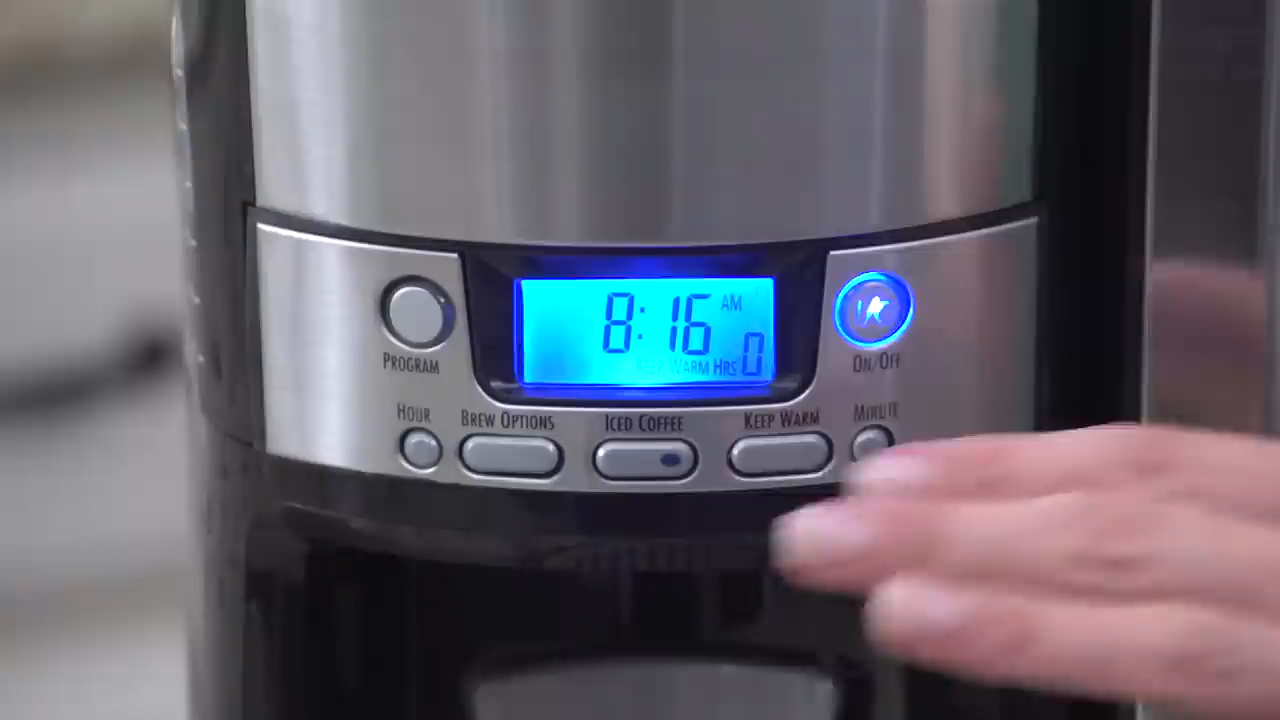 8:16 AM
KEEP WARM HRS 0
PROGRAM
ON/OFF
HOUR
BREW OPTIONS
ICED COFFEE
KEEP WARM
MINUTE